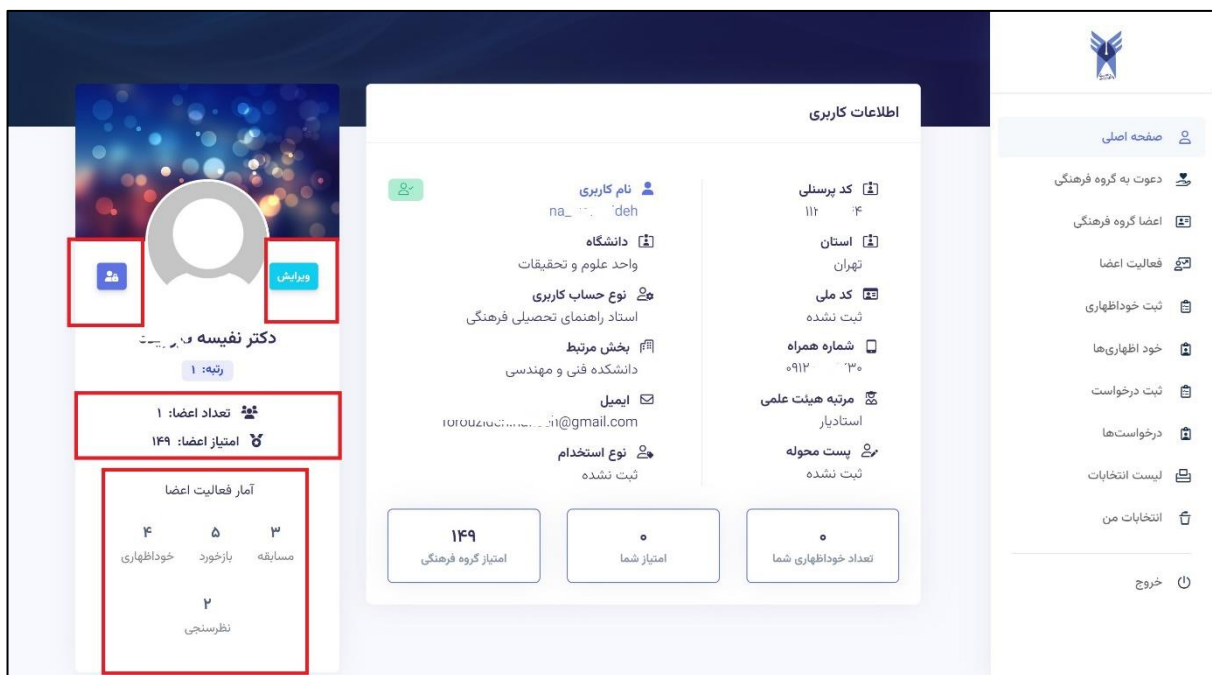 صفحه اصلی
دعوت به گروه فرهنگی
اعضا گروه فرهنگی
فعالیت اعضا
ثبت خوداظهاری
خود اظهاری‌ها
ثبت درخواست
درخواست‌ها
لیست انتخابات
انتخابات من
خروج
اطلاعات کاربری
کد پرسنلی
نام کاربری
استان
تهران
دانشگاه
واحد علوم و تحقیقات
کد ملی
ثبت نشده
نوع حساب کاربری
استاد راهنمای تحصیلی فرهنگی
شماره همراه
بخش مرتبط
دانشکده فنی و مهندسی
مرتبه هیئت علمی
استادیار
ایمیل
@gmail.com
پست محوله
ثبت نشده
نوع استخدام
ثبت نشده
۰
تعداد خوداظهاری شما
۰
امتیاز شما
۱۴۹
امتیاز گروه فرهنگی
ویرایش
دکتر نفیسه
رتبه: ۱
تعداد اعضا: ۱
امتیاز اعضا: ۱۴۹
آمار فعالیت اعضا
۳ ۵ ۴
مسابقه بازخورد خوداظهاری
۲
نظرسنجی